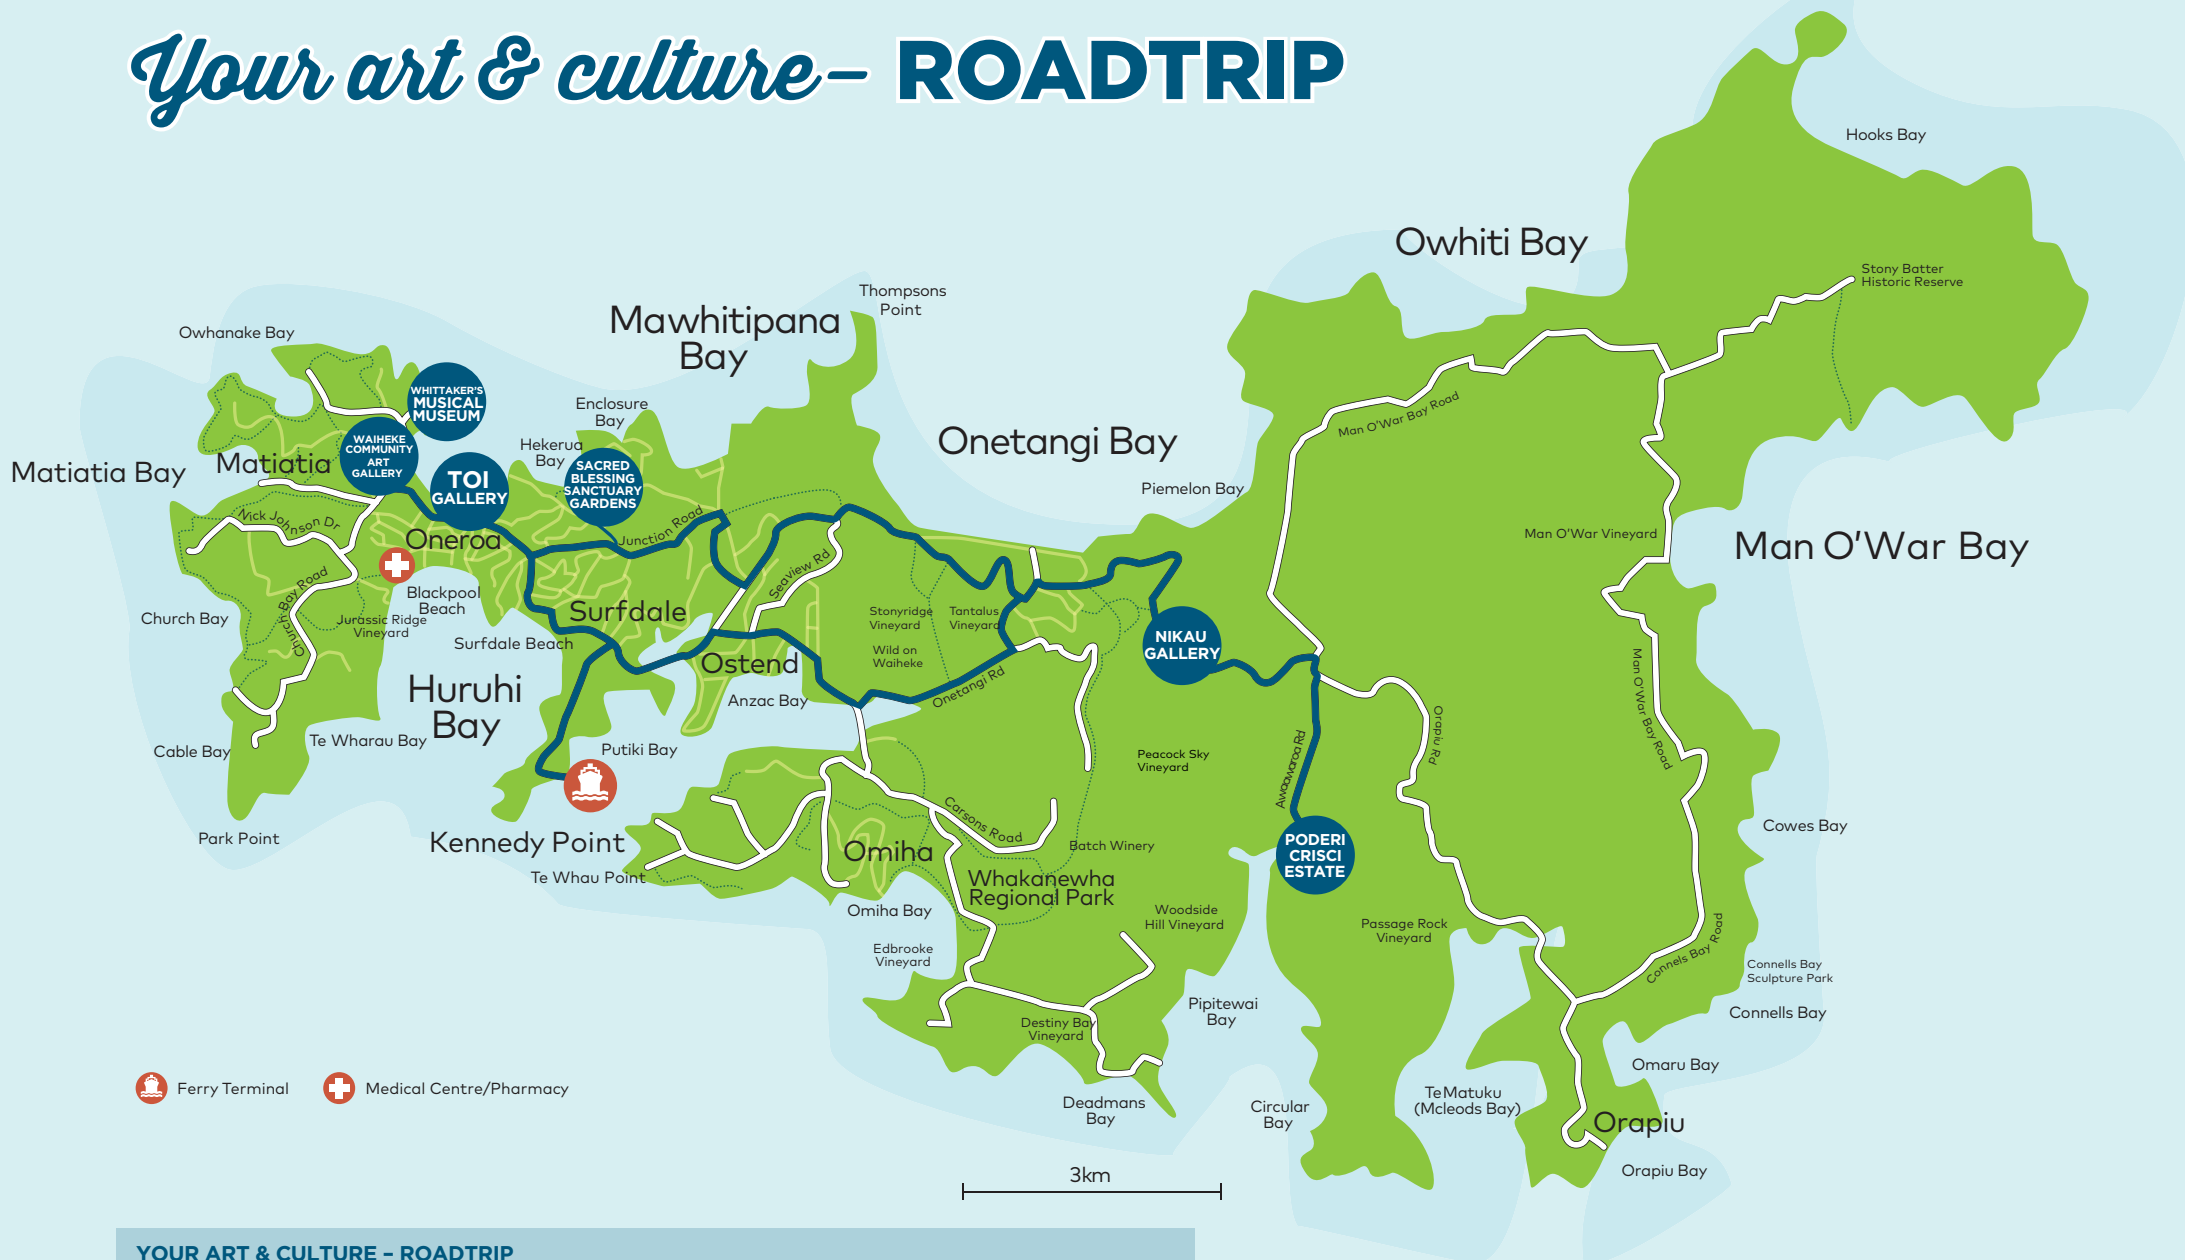 Your art & culture– ROADTRIP
Hooks Bay
Owhiti Bay
Stony Batter
Historic Reserve
Thompsons
Point
Mawhitipana
Bay
Owhanake Bay
WHITTAKER'S
MUSICAL
MUSEUM
Enclosure
Bay
Hekerua
Bay
Onetangi Bay
WAIHEKE
COMMUNITY
ART
GALLERY
Matiatia Bay
Matiatia
TOI
GALLERY
SACRED
BLESSING
SANCTUARY
GARDENS
Piemelon Bay
Man O'War Bay Road
Nick Johnson Dr
Oneroa
Junction Road
Man O'War Vineyard
Man O'War Bay
Seaview Rd
Church Bay Road
Blackpool
Beach
Church Bay
Jurassic Ridge
Vineyard
Surfdale
Surfdale Beach
Stonyridge
Vineyard
Tantalus
Vineyard
Wild on
Waiheke
NIKAU
GALLERY
Ostend
Anzac Bay
Onetangi Rd
Huruhi
Bay
Man O'War Bay Road
Orapiu Rd
Awaawaroa Rd
Cable Bay
Te Wharau Bay
Putiki Bay
Peacock Sky
Vineyard
Park Point
Kennedy Point
Te Whau Point
Omiha
Carsons Road
Batch Winery
PODERI
CRISCI
ESTATE
Cowes Bay
Whakanewha
Regional Park
Omiha Bay
Woodside
Hill Vineyard
Passage Rock
Vineyard
Edbrooke
Vineyard
Connels Bay Road
Connells Bay
Sculpture Park
Connells Bay
Pipitewai
Bay
Destiny Bay
Vineyard
Omaru Bay
Ferry Terminal
Medical Centre/Pharmacy
Deadmans
Bay
Circular
Bay
Te Matuku
(Mcleods Bay)
Orapiu
Orapiu Bay
3km
YOUR ART & CULTURE – ROADTRIP